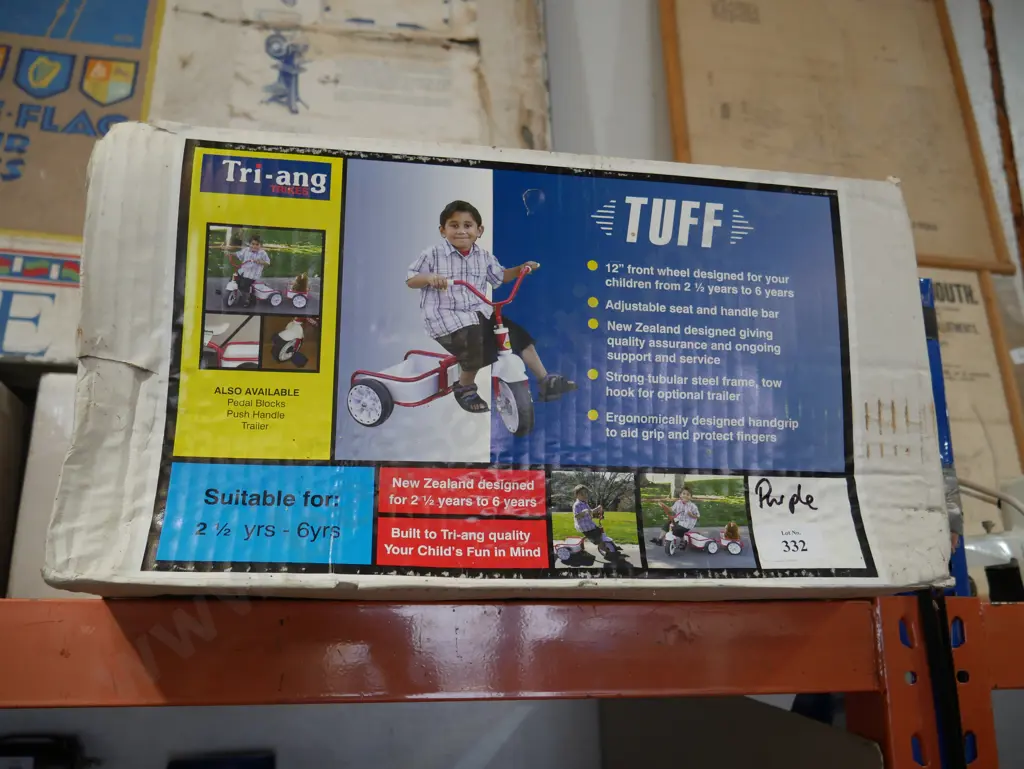 -FLAG
Tri-ang
BIKES
ALSO AVAILABLE
Pedal Blocks
Push Handle
Trailer
TUFF
12" front wheel designed for your
children from 2 ½ years to 6 years
Adjustable seat and handle bar
New Zealand designed giving
quality assurance and ongoing
support and service
Strong tubular steel frame, tow
hook for optional trailer
Ergonomically designed handgrip
to aid grip and protect fingers
Suitable for:
2 ½ yrs - 6yrs
New Zealand designed
for 2 ½ years to 6 years
Built to Tri-ang quality
Your Child's Fun in Mind
Purple
Lot No.
332
OUTH.
E